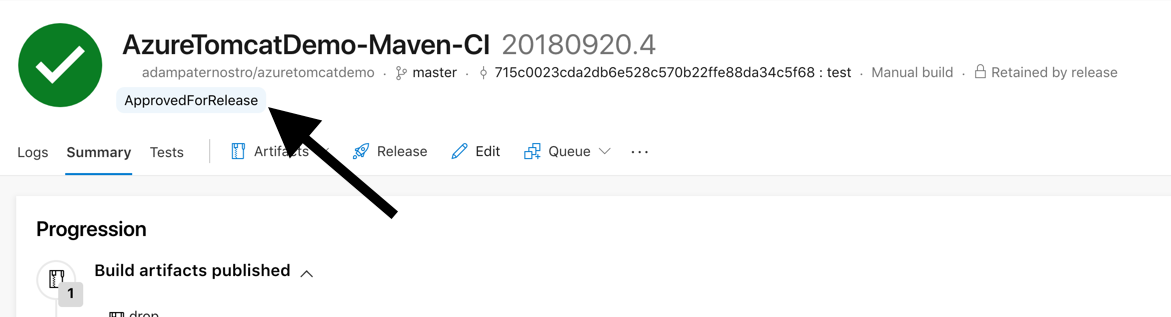 AzureTomcatDemo-Maven-CI 20180920.4
adampaternostro/azuretomcatdemo · master · 715c0023cda2db6e528c570b22ffe88da34c5f68 : test · Manual build · Retained by release
ApprovedForRelease
Logs Summary Tests Artifacts Release Edit Queue ...
Progression
Build artifacts published
1
drop